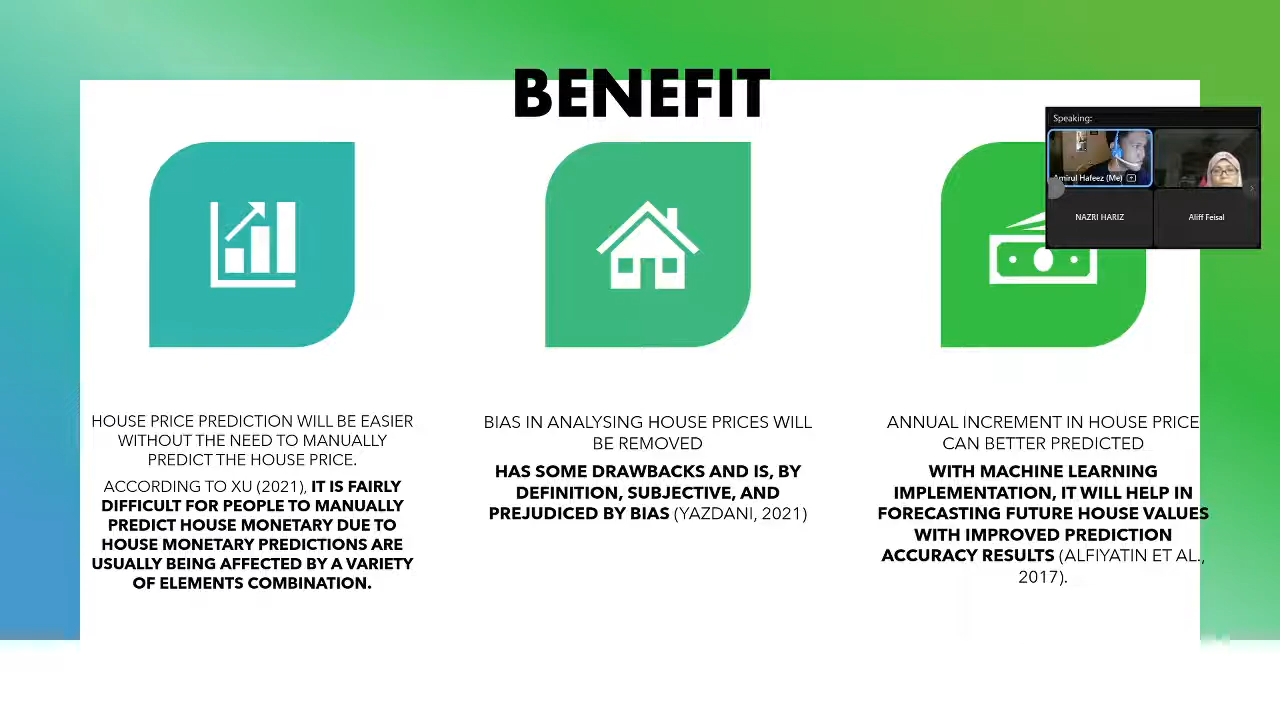 BENEFIT
Speaking:
Amirul Hafeez (Me)
NAZRI HARIZ
Aliff Feisal
HOUSE PRICE PREDICTION WILL BE EASIER
WITHOUT THE NEED TO MANUALLY
PREDICT THE HOUSE PRICE.
ACCORDING TO XU (2021), IT IS FAIRLY
DIFFICULT FOR PEOPLE TO MANUALLY
PREDICT HOUSE MONETARY DUE TO
HOUSE MONETARY PREDICTIONS ARE
USUALLY BEING AFFECTED BY A VARIETY
OF ELEMENTS COMBINATION.
BIAS IN ANALYSING HOUSE PRICES WILL
BE REMOVED
HAS SOME DRAWBACKS AND IS, BY
DEFINITION, SUBJECTIVE, AND
PREJUDICED BY BIAS (YAZDANI, 2021)
ANNUAL INCREMENT IN HOUSE PRICE
CAN BETTER PREDICTED
WITH MACHINE LEARNING
IMPLEMENTATION, IT WILL HELP IN
FORECASTING FUTURE HOUSE VALUES
WITH IMPROVED PREDICTION
ACCURACY RESULTS (ALFIYATIN ET AL.,
2017).